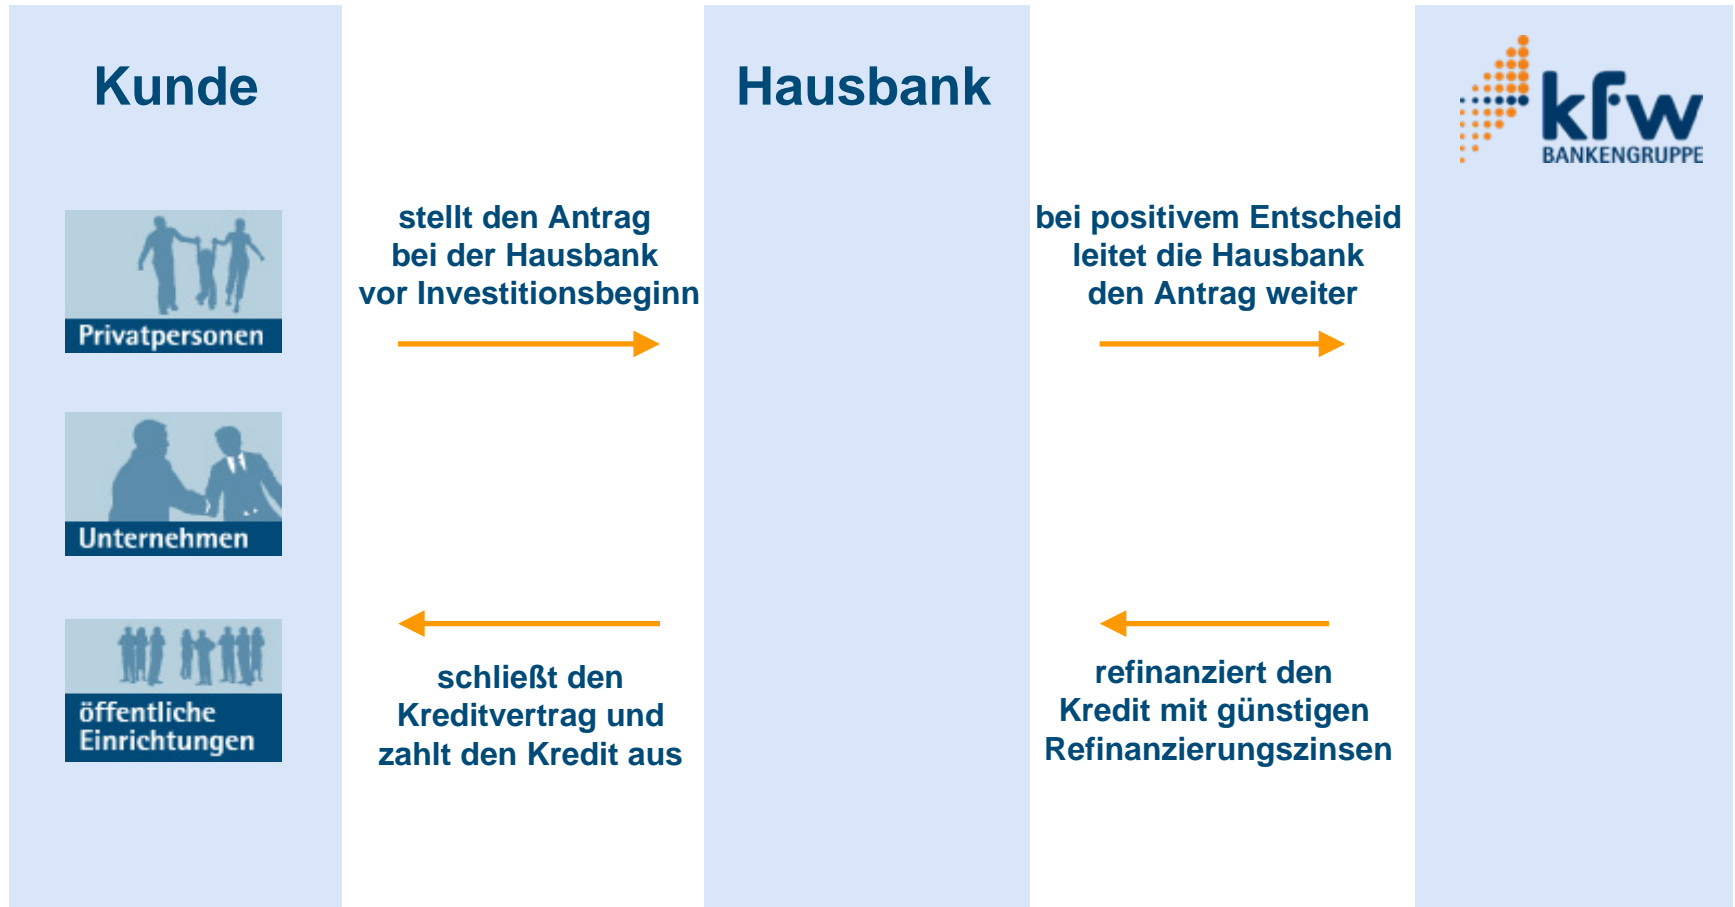 Kunde
Hausbank
kfw
BANKENGRUPPE
Privatpersonen
Unternehmen
öffentliche
Einrichtungen
stellt den Antrag
bei der Hausbank
vor Investitionsbeginn
bei positivem Entscheid
leitet die Hausbank
den Antrag weiter
schließt den
Kreditvertrag und
zahlt den Kredit aus
refinanziert den
Kredit mit günstigen
Refinanzierungszinsen